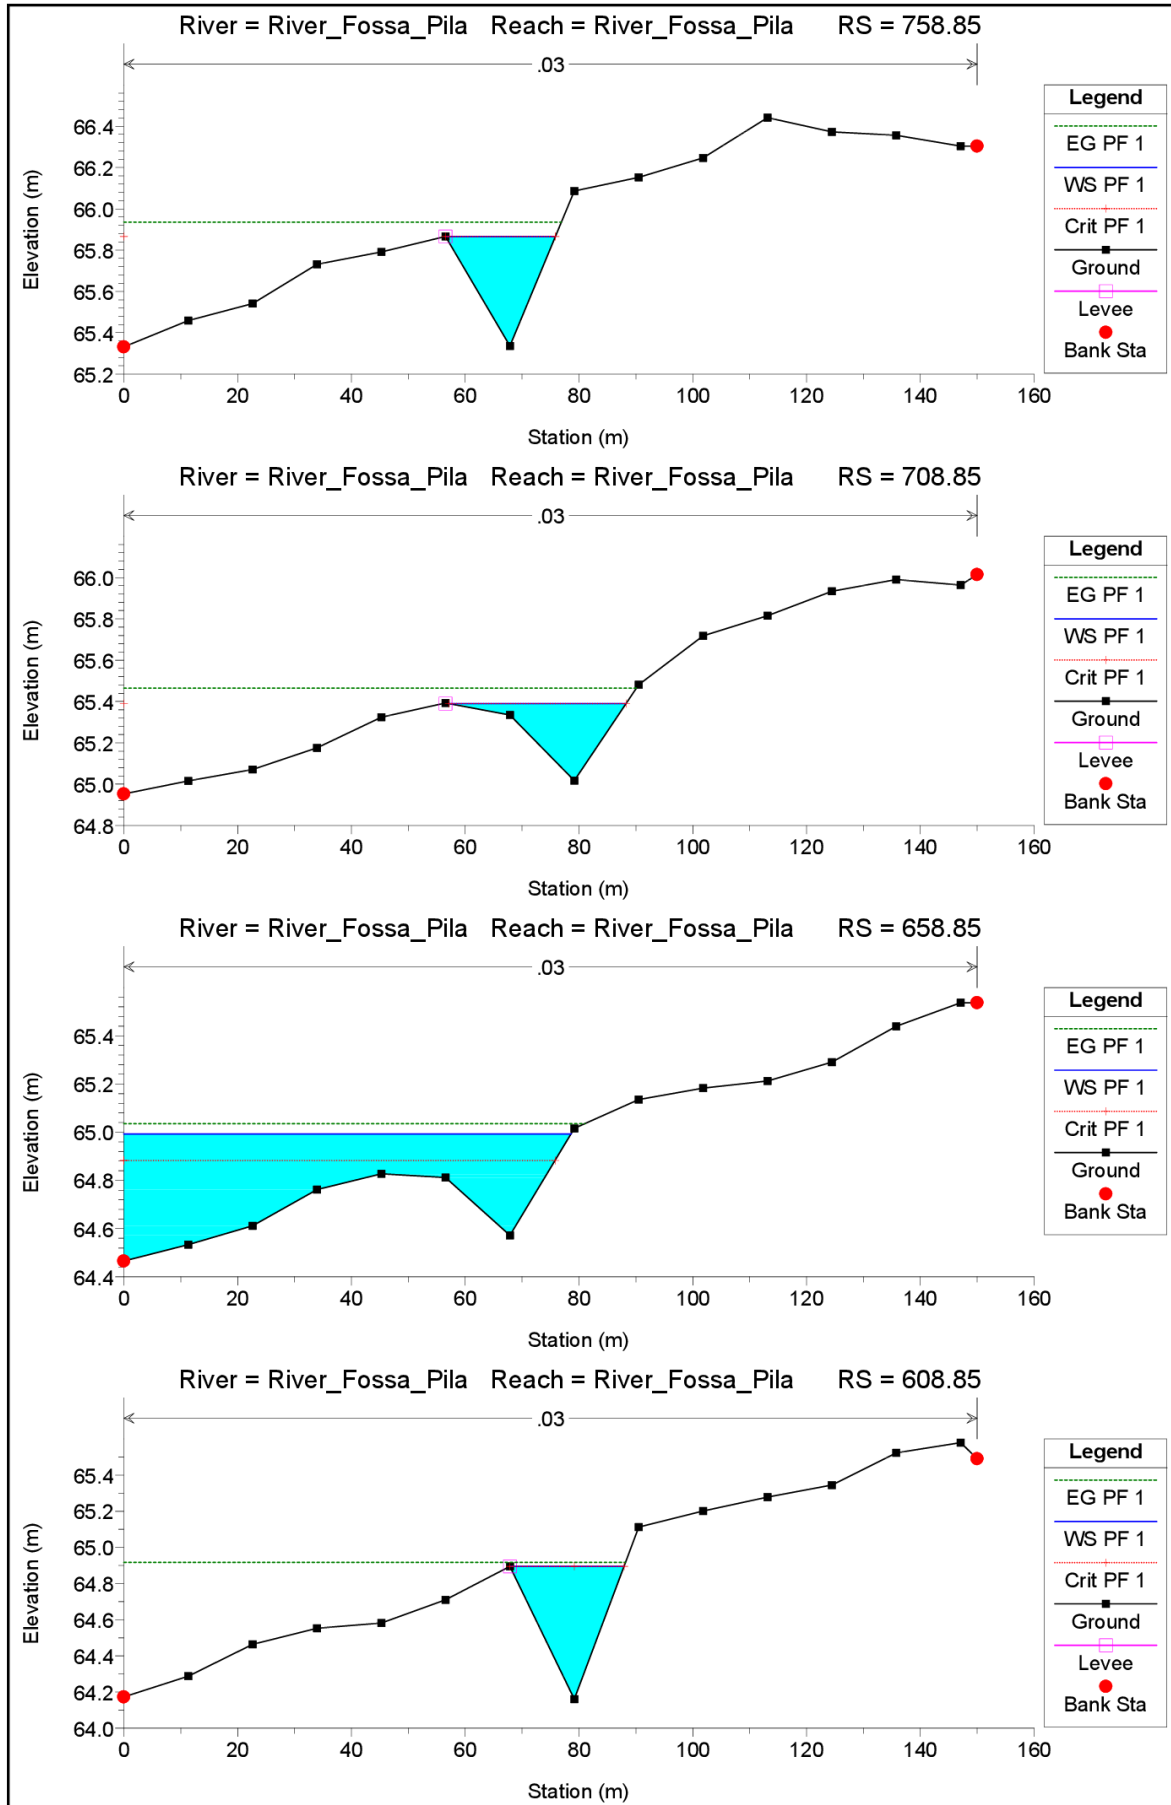 River = River_Fossa_Pila Reach = River_Fossa_Pila RS = 758.85
.03
Elevation (m)
66.4
66.2
66.0
65.8
65.6
65.4
65.2
0 20 40 60 80 100 120 140 160
Station (m)
Legend
EG PF 1
WS PF 1
Crit PF 1
Ground
Levee
Bank Sta
River = River_Fossa_Pila Reach = River_Fossa_Pila RS = 708.85
.03
Elevation (m)
66.0
65.8
65.6
65.4
65.2
65.0
64.8
0 20 40 60 80 100 120 140 160
Station (m)
Legend
EG PF 1
WS PF 1
Crit PF 1
Ground
Levee
Bank Sta
River = River_Fossa_Pila Reach = River_Fossa_Pila RS = 658.85
.03
Elevation (m)
65.4
65.2
65.0
64.8
64.6
64.4
0 20 40 60 80 100 120 140 160
Station (m)
Legend
EG PF 1
WS PF 1
Crit PF 1
Ground
Bank Sta
River = River_Fossa_Pila Reach = River_Fossa_Pila RS = 608.85
.03
Elevation (m)
65.4
65.2
65.0
64.8
64.6
64.4
64.2
64.0
0 20 40 60 80 100 120 140 160
Station (m)
Legend
EG PF 1
WS PF 1
Crit PF 1
Ground
Levee
Bank Sta